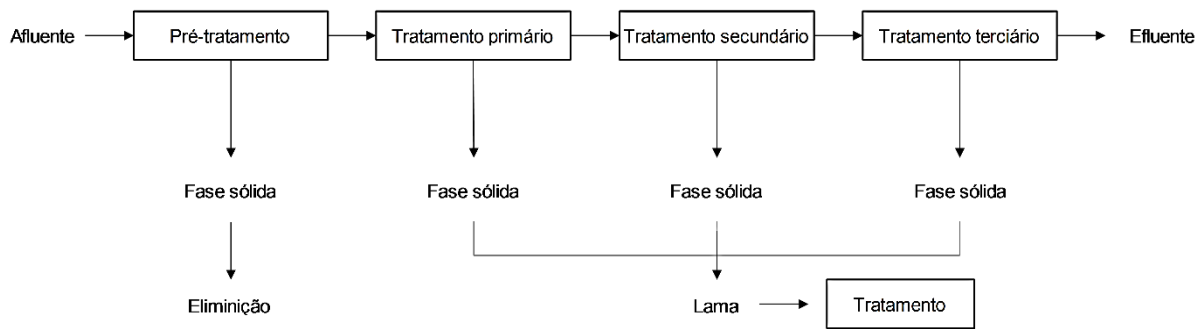 Afluente Pré-tratamento Tratamento primário Tratamento secundário Tratamento terciário Efluente
Fase sólida Fase sólida Fase sólida Fase sólida
Eliminição Lama Tratamento